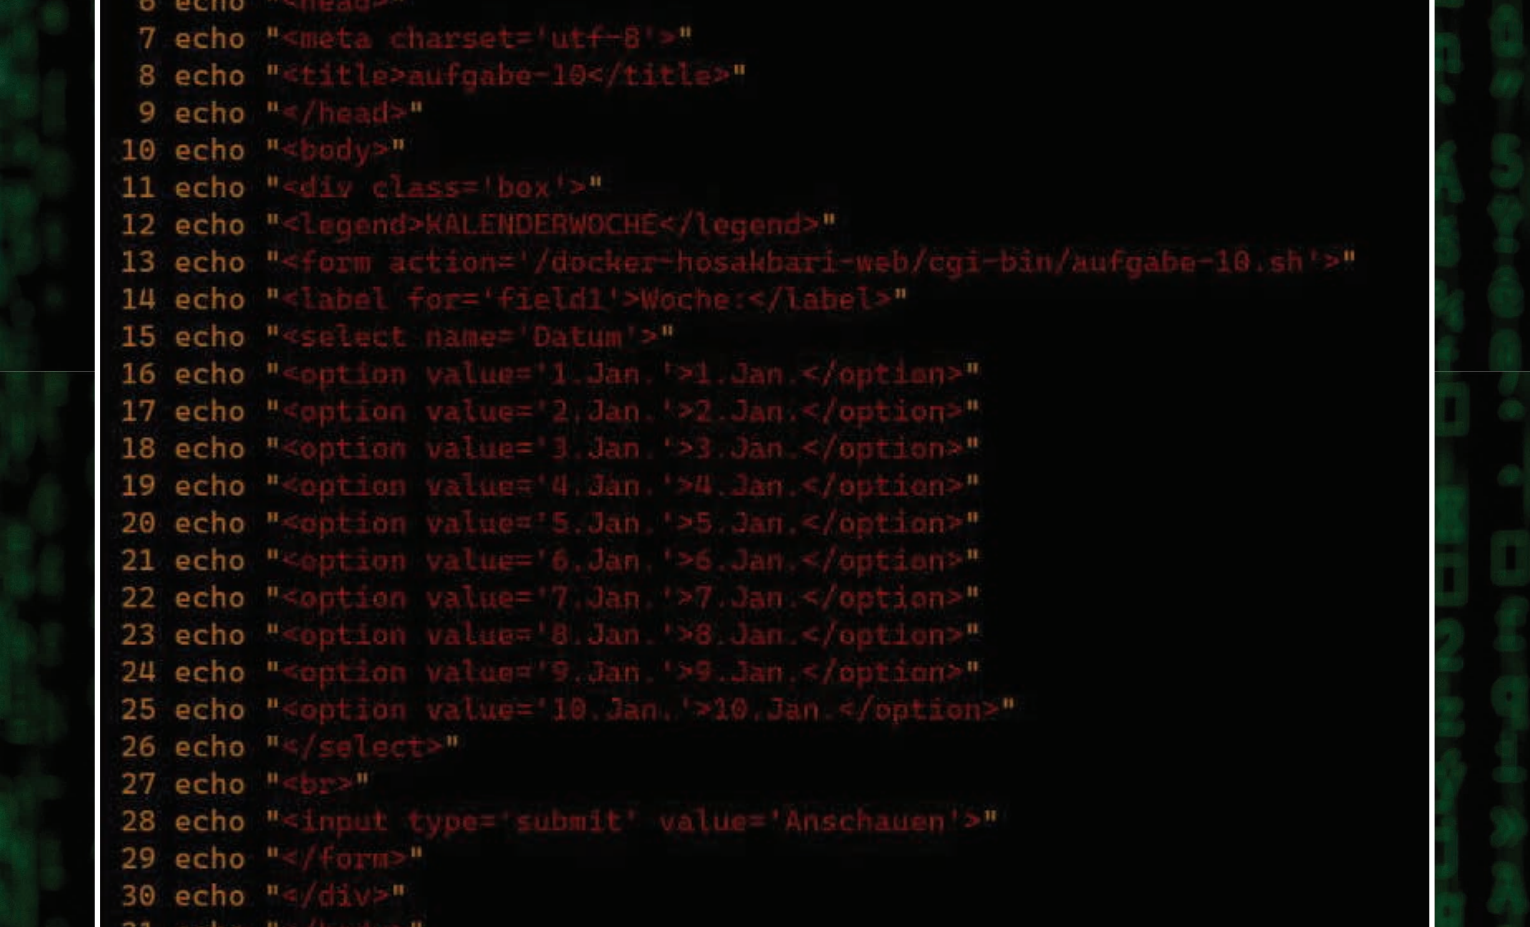 6 echo "<head>"
7 echo "<meta charset='utf-8'>"
8 echo "<title>aufgabe-10</title>"
9 echo "</head>"
10 echo "<body>"
11 echo "<div class='box'>"
12 echo "<legend>KALENDERWOCHE</legend>"
13 echo "<form action='/docker-hosakbari-web/cgi-bin/aufgabe-10.sh'>"
14 echo "<label for='field1'>Woche:</label>"
15 echo "<select name='Datum'>"
16 echo "<option value='1.Jan.'>1.Jan.</option>"
17 echo "<option value='2.Jan.'>2.Jan.</option>"
18 echo "<option value='3.Jan.'>3.Jan.</option>"
19 echo "<option value='4.Jan.'>4.Jan.</option>"
20 echo "<option value='5.Jan.'>5.Jan.</option>"
21 echo "<option value='6.Jan.'>6.Jan.</option>"
22 echo "<option value='7.Jan.'>7.Jan.</option>"
23 echo "<option value='8.Jan.'>8.Jan.</option>"
24 echo "<option value='9.Jan.'>9.Jan.</option>"
25 echo "<option value='10.Jan.'>10.Jan.</option>"
26 echo "</select>"
27 echo "<br>"
28 echo "<input type='submit' value='Anschauen'>"
29 echo "</form>"
30 echo "</div>"